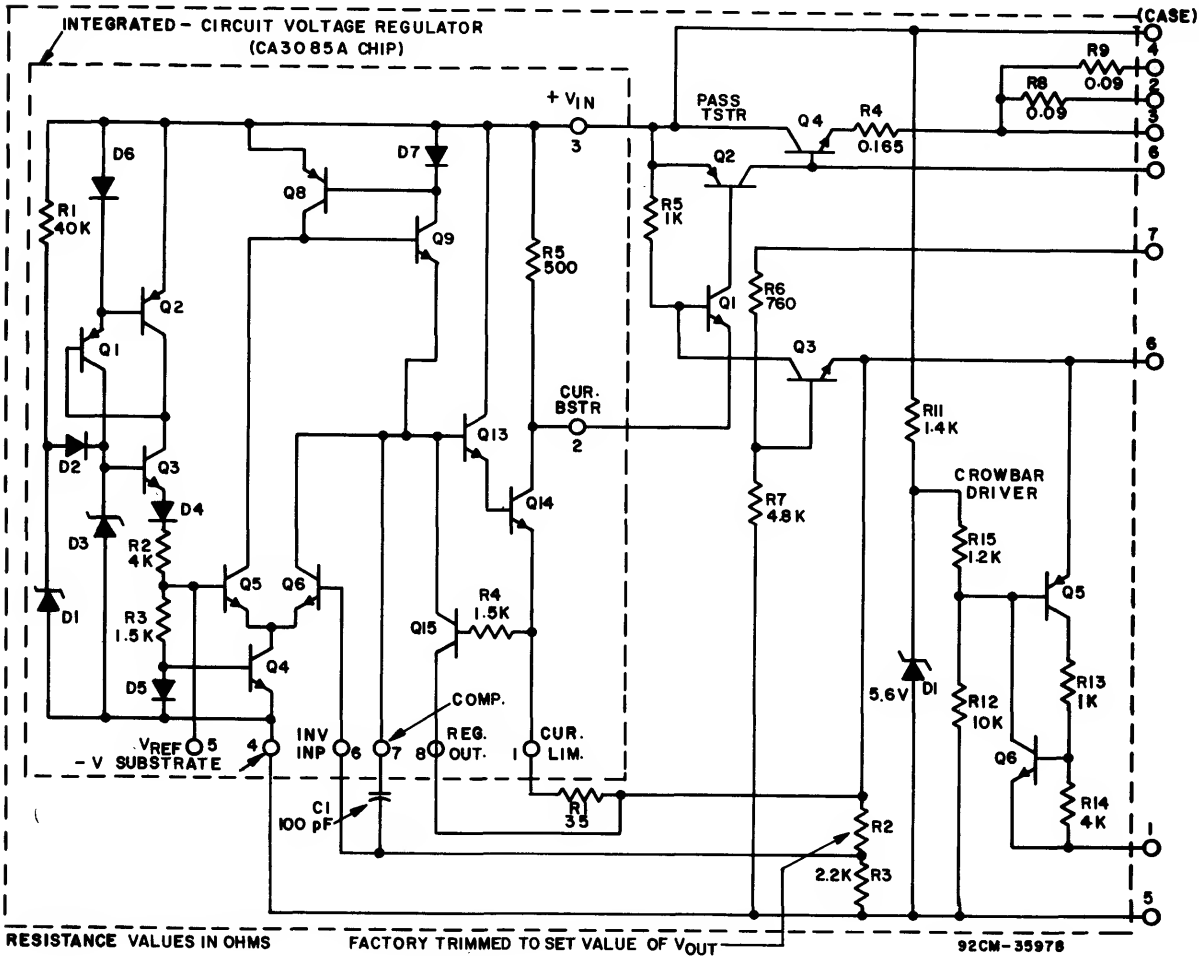 INTEGRATED - CIRCUIT VOLTAGE REGULATOR
(CA3085A CHIP)
(CASE)
4
R9
0.09
2
R8
0.09
3
+ VIN
3
PASS
TSTR
Q4
R4
0.165
6
D6
D7
Q2
Q8
R1
40K
Q9
R5
1K
R5
500
7
R6
760
Q1
Q2
Q1
Q3
6
CUR.
BSTR
2
R11
1.4K
Q13
D2
Q3
D4
Q14
R7
4.8K
CROWBAR
DRIVER
D3
R2
4K
R15
1.2K
Q5
Q6
Q5
D1
R3
1.5K
R4
1.5K
Q15
Q4
D5
5.6V
D1
R12
10K
R13
1K
COMP.
VREF
5
4
INV
INP
6
7
8
REG.
OUT.
1
CUR.
LIM.
- V SUBSTRATE
Q6
R1
35
C1
100 pF
R2
R14
4K
1
2.2K
R3
5
RESISTANCE VALUES IN OHMS
FACTORY TRIMMED TO SET VALUE OF VOUT
92CM-35978